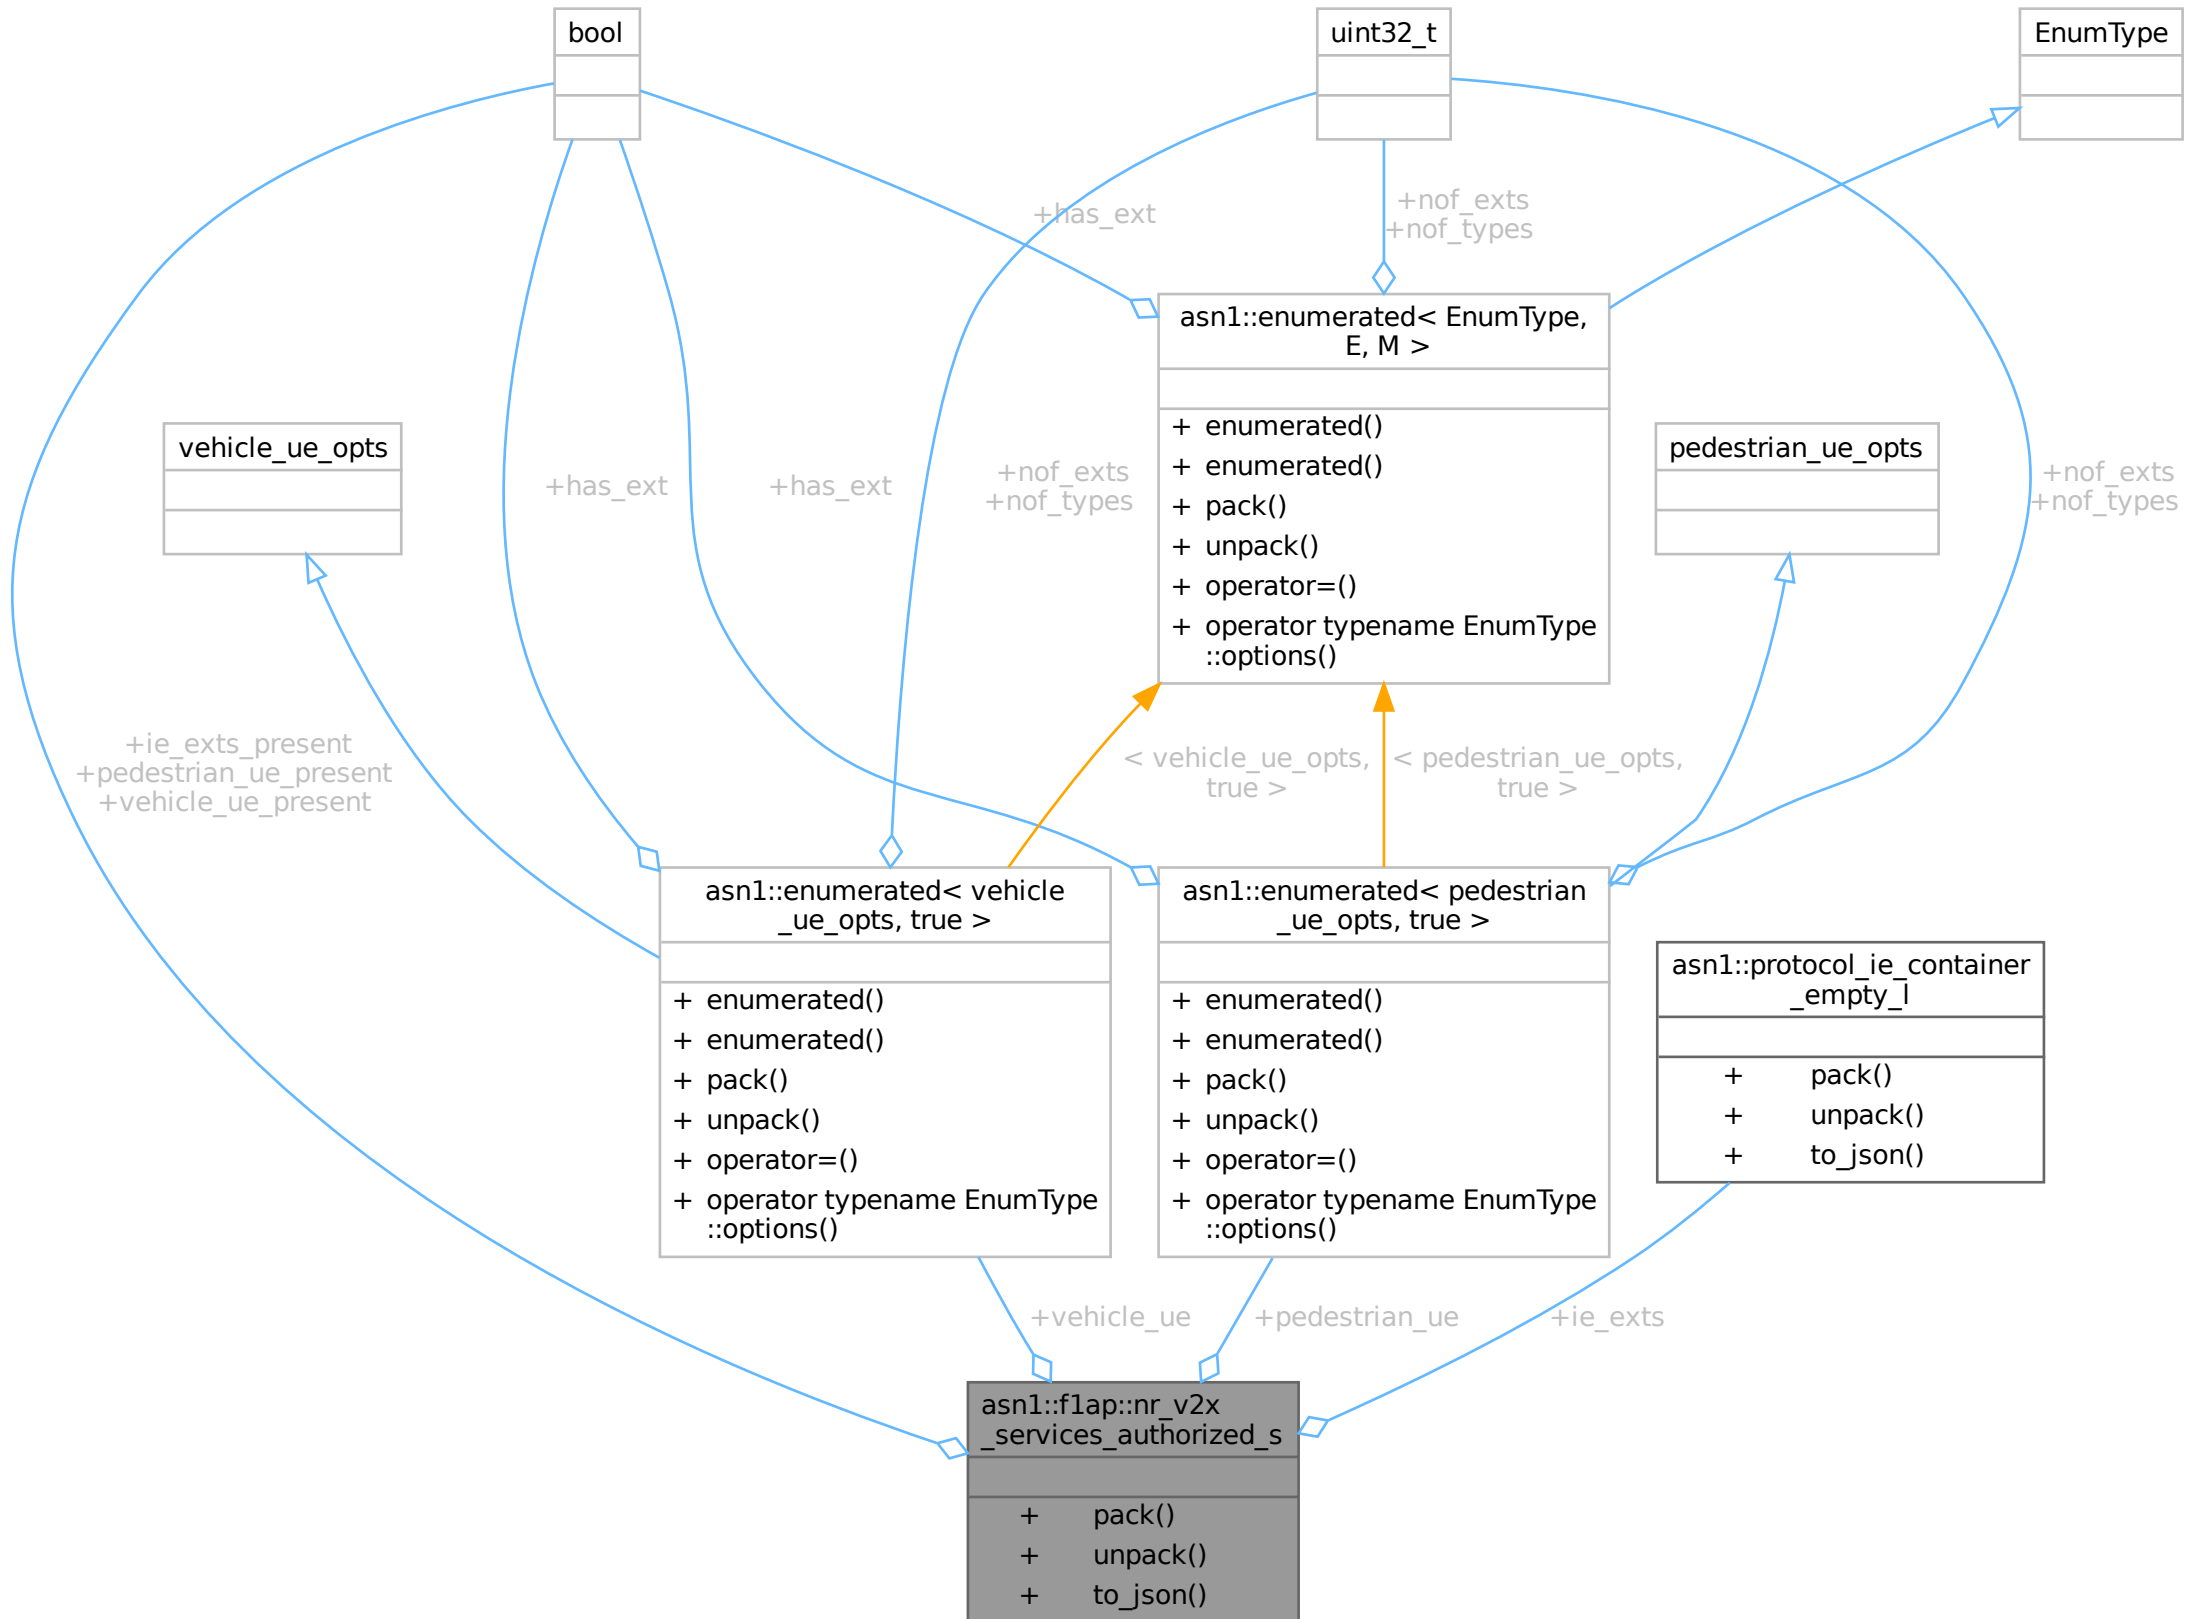 bool
uint32_t
EnumType
+has_ext
+nof_exts
+nof_types
asn1::enumerated< EnumType,
E, M >
+ enumerated()
+ enumerated()
+ pack()
+ unpack()
+ operator=()
+ operator typename EnumType
::options()
vehicle_ue_opts
pedestrian_ue_opts
+has_ext
+has_ext
+nof_exts
+nof_types
+nof_exts
+nof_types
+ie_exts_present
+pedestrian_ue_present
+vehicle_ue_present
< vehicle_ue_opts,
true >
< pedestrian_ue_opts,
true >
asn1::enumerated< vehicle
_ue_opts, true >
+ enumerated()
+ enumerated()
+ pack()
+ unpack()
+ operator=()
+ operator typename EnumType
::options()
asn1::enumerated< pedestrian
_ue_opts, true >
+ enumerated()
+ enumerated()
+ pack()
+ unpack()
+ operator=()
+ operator typename EnumType
::options()
asn1::protocol_ie_container
_empty_l
+ pack()
+ unpack()
+ to_json()
+vehicle_ue
+pedestrian_ue
+ie_exts
asn1::f1ap::nr_v2x
_services_authorized_s
+ pack()
+ unpack()
+ to_json()